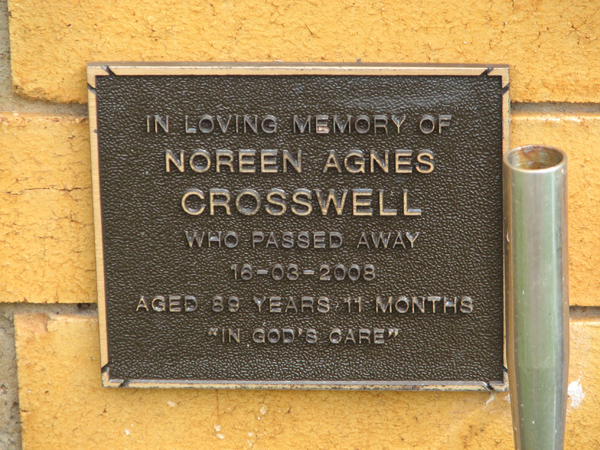 IN LOVING MEMORY OF
NOREEN AGNES
CROSSWELL
WHO PASSED AWAY
16-03-2008
AGED 89 YEARS 11 MONTHS
"IN GOD'S CARE"